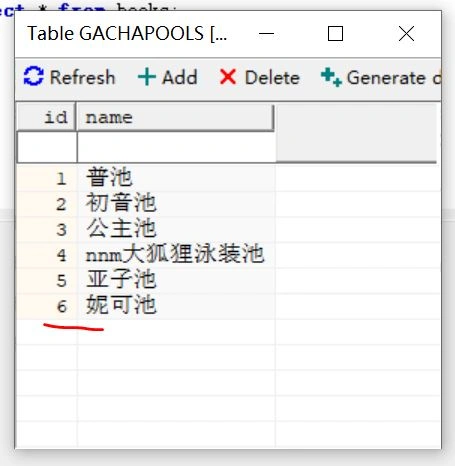 ect * from books;
Table GACHAPOOLS [...
Refresh Add Delete Generate d
id name
1 普池
2 初音池
3 公主池
4 nnm大狐狸泳装池
5 亚子池
6 妮可池